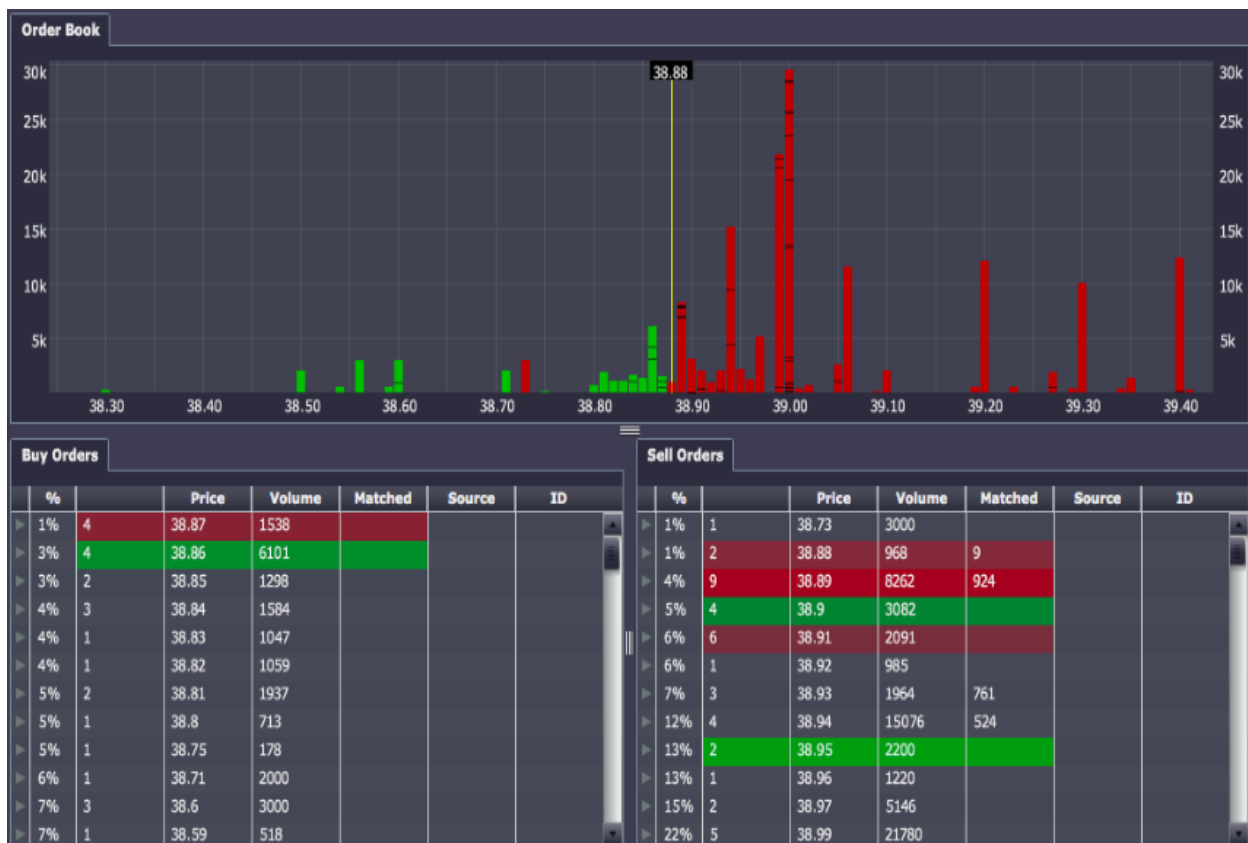 Order Book
38.88
30k 30k
25k 25k
20k 20k
15k 15k
10k 10k
5k 5k
38.30 38.40 38.50 38.60 38.70 38.80 38.90 39.00 39.10 39.20 39.30 39.40
Buy Orders
% Price Volume Matched Source ID
1% 4 38.87 1538
3% 4 38.86 6101
3% 2 38.85 1298
4% 3 38.84 1584
4% 1 38.83 1047
4% 1 38.82 1059
5% 2 38.81 1937
5% 1 38.8 713
5% 1 38.75 178
6% 1 38.71 2000
7% 3 38.6 3000
7% 1 38.59 518
Sell Orders
% Price Volume Matched Source ID
1% 1 38.73 3000
1% 2 38.88 968 9
4% 9 38.89 8262 924
5% 4 38.9 3082
6% 6 38.91 2091
6% 1 38.92 985
7% 3 38.93 1964 761
12% 4 38.94 15076 524
13% 2 38.95 2200
13% 1 38.96 1220
15% 2 38.97 5146
22% 5 38.99 21780